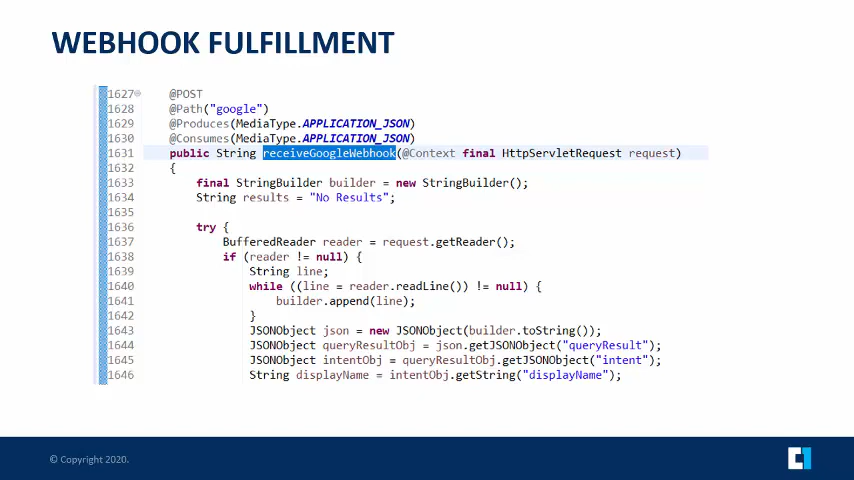 WEBHOOK FULFILLMENT
1627 @POST
1628 @Path("google")
1629 @Produces(MediaType.APPLICATION_JSON)
1630 @Consumes(MediaType.APPLICATION_JSON)
1631 public String receiveGoogleWebhook(@Context final HttpServletRequest request)
1632 {
1633 final StringBuilder builder = new StringBuilder();
1634 String results = "No Results";
1635
1636 try {
1637 BufferedReader reader = request.getReader();
1638 if (reader != null) {
1639 String line;
1640 while ((line = reader.readLine()) != null) {
1641 builder.append(line);
1642 }
1643 JSONObject json = new JSONObject(builder.toString());
1644 JSONObject queryResultObj = json.getJSONObject("queryResult");
1645 JSONObject intentObj = queryResultObj.getJSONObject("intent");
1646 String displayName = intentObj.getString("displayName");
© Copyright 2020.